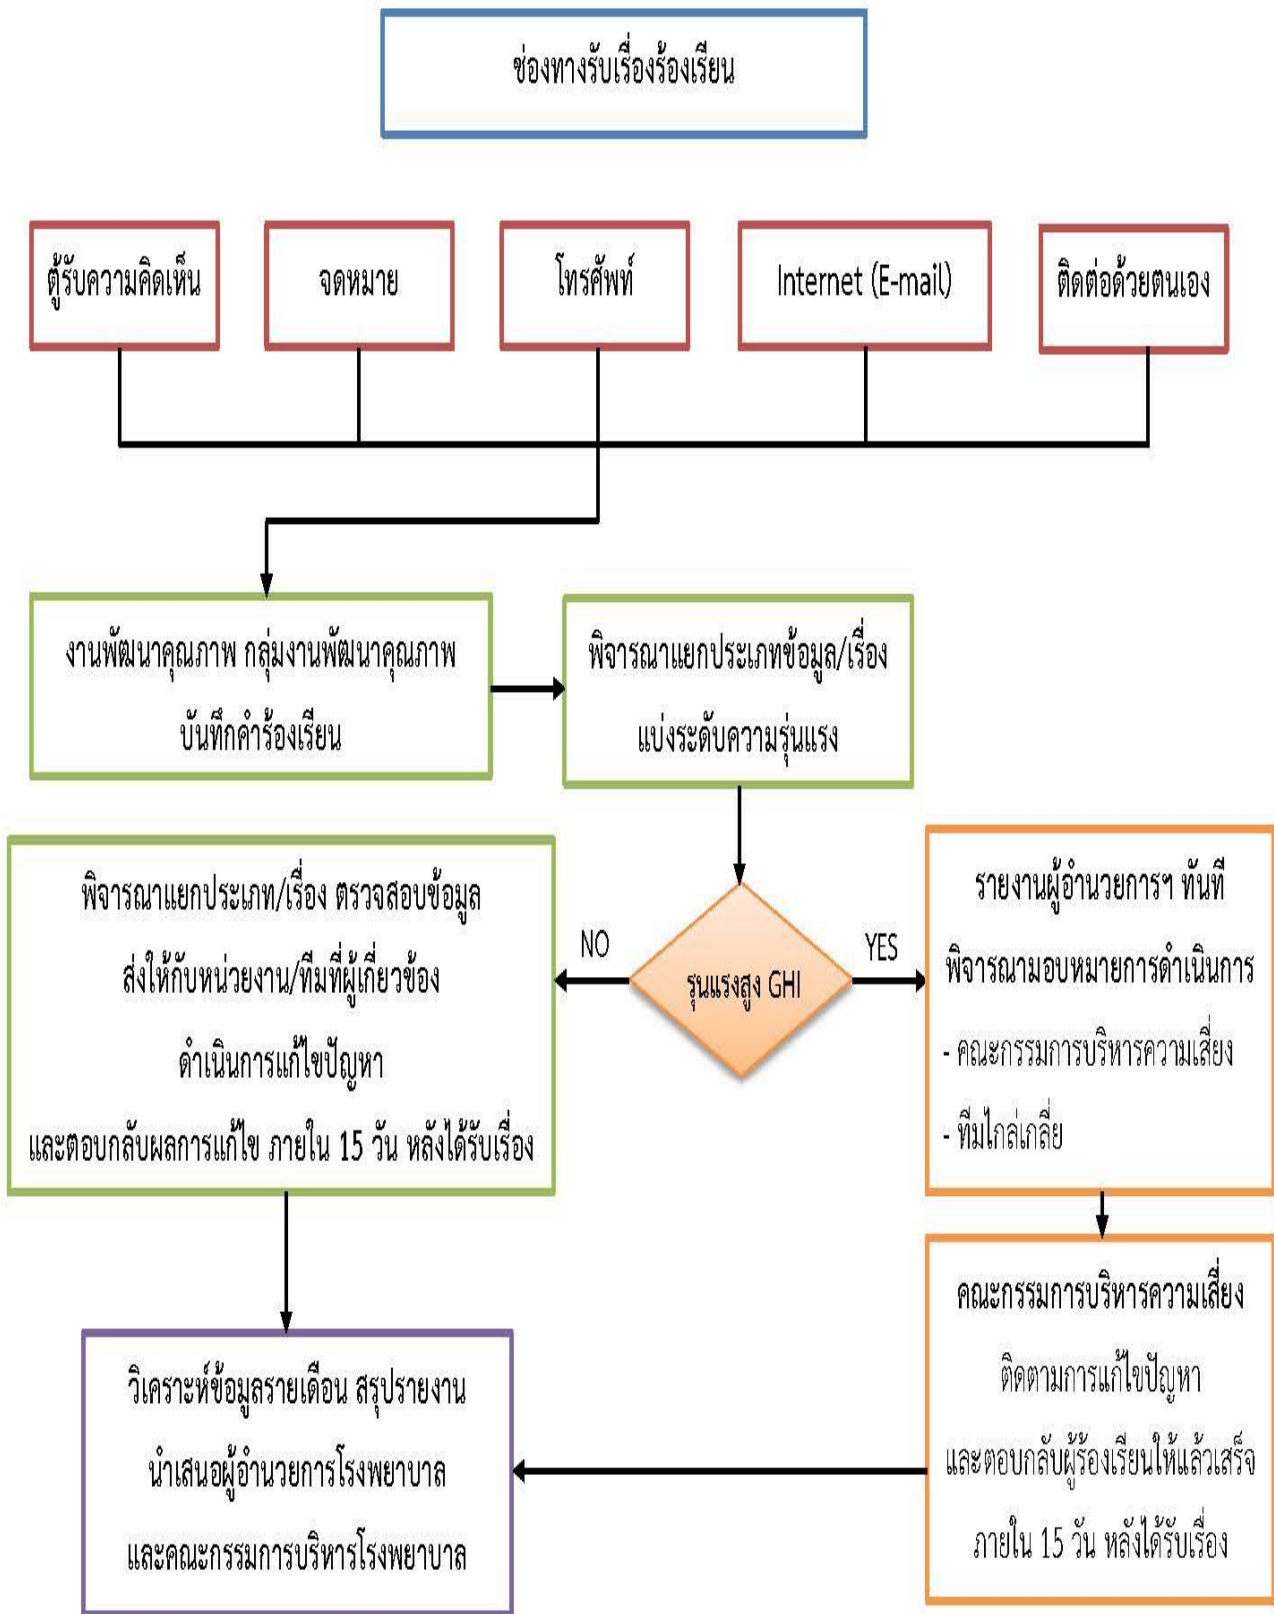 ช่องทางรับเรื่องร้องเรียน
ตู้รับความคิดเห็น
จดหมาย
โทรศัพท์
Internet (E-mail)
ติดต่อด้วยตนเอง
งานพัฒนาคุณภาพ กลุ่มงานพัฒนาคุณภาพ
บันทึกคำร้องเรียน
พิจารณาแยกประเภทข้อมูล/เรื่อง
แบ่งระดับความรุ่นแรง
รุนแรงสูง GHI
NO
YES
พิจารณาแยกประเภท/เรื่อง ตรวจสอบข้อมูล
ส่งให้กับหน่วยงาน/ทีมที่ผู้เกี่ยวข้อง
ดำเนินการแก้ไขปัญหา
และตอบกลับผลการแก้ไข ภายใน 15 วัน หลังได้รับเรื่อง
รายงานผู้อำนวยการฯ ทันที
พิจารณามอบหมายการดำเนินการ
- คณะกรรมการบริหารความเสี่ยง
- ทีมไกล่เกลี่ย
คณะกรรมการบริหารความเสี่ยง
ติดตามการแก้ไขปัญหา
และตอบกลับผู้ร้องเรียนให้แล้วเสร็จ
ภายใน 15 วัน หลังได้รับเรื่อง
วิเคราะห์ข้อมูลรายเดือน สรุปรายงาน
นำเสนอผู้อำนวยการโรงพยาบาล
และคณะกรรมการบริหารโรงพยาบาล